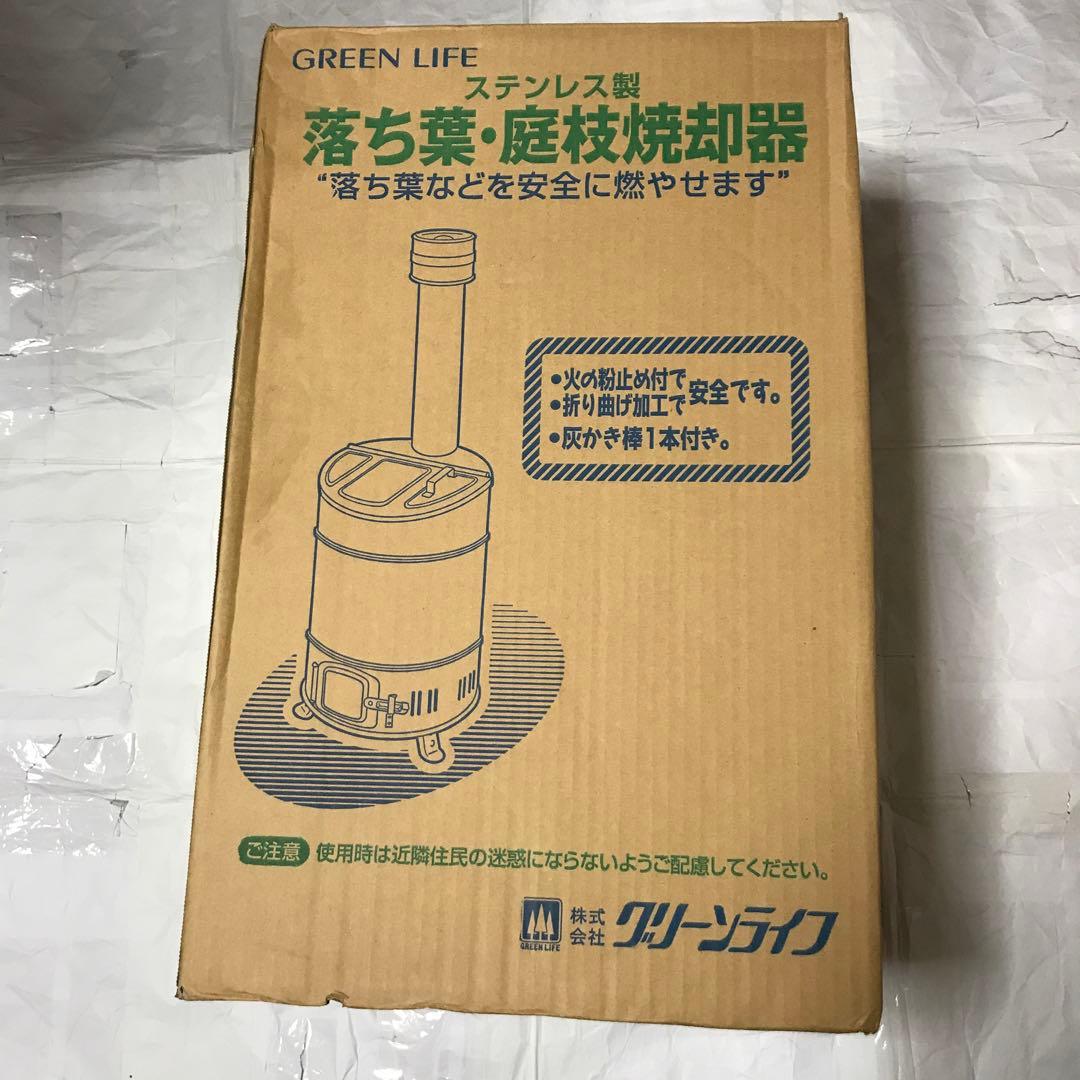 GREEN LIFE
ステンレス製
落ち葉・庭枝焼却器
“落ち葉などを安全に燃やせます”
•火の粉止め付で
•折り曲げ加工で
安全です。
•灰かき棒1本付き。
ご注意 使用時は近隣住民の迷惑にならないようご配慮してください。
GREEN LIFE
株式会社 グリーンライフ